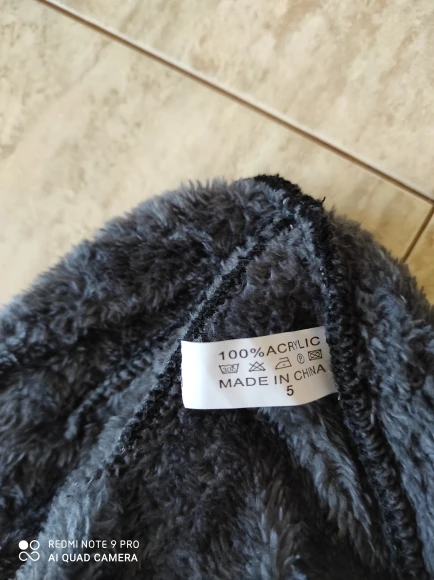 100% ACRYLIC
MADE IN CHINA
5
REDMI NOTE 9 PRO
AI QUAD CAMERA